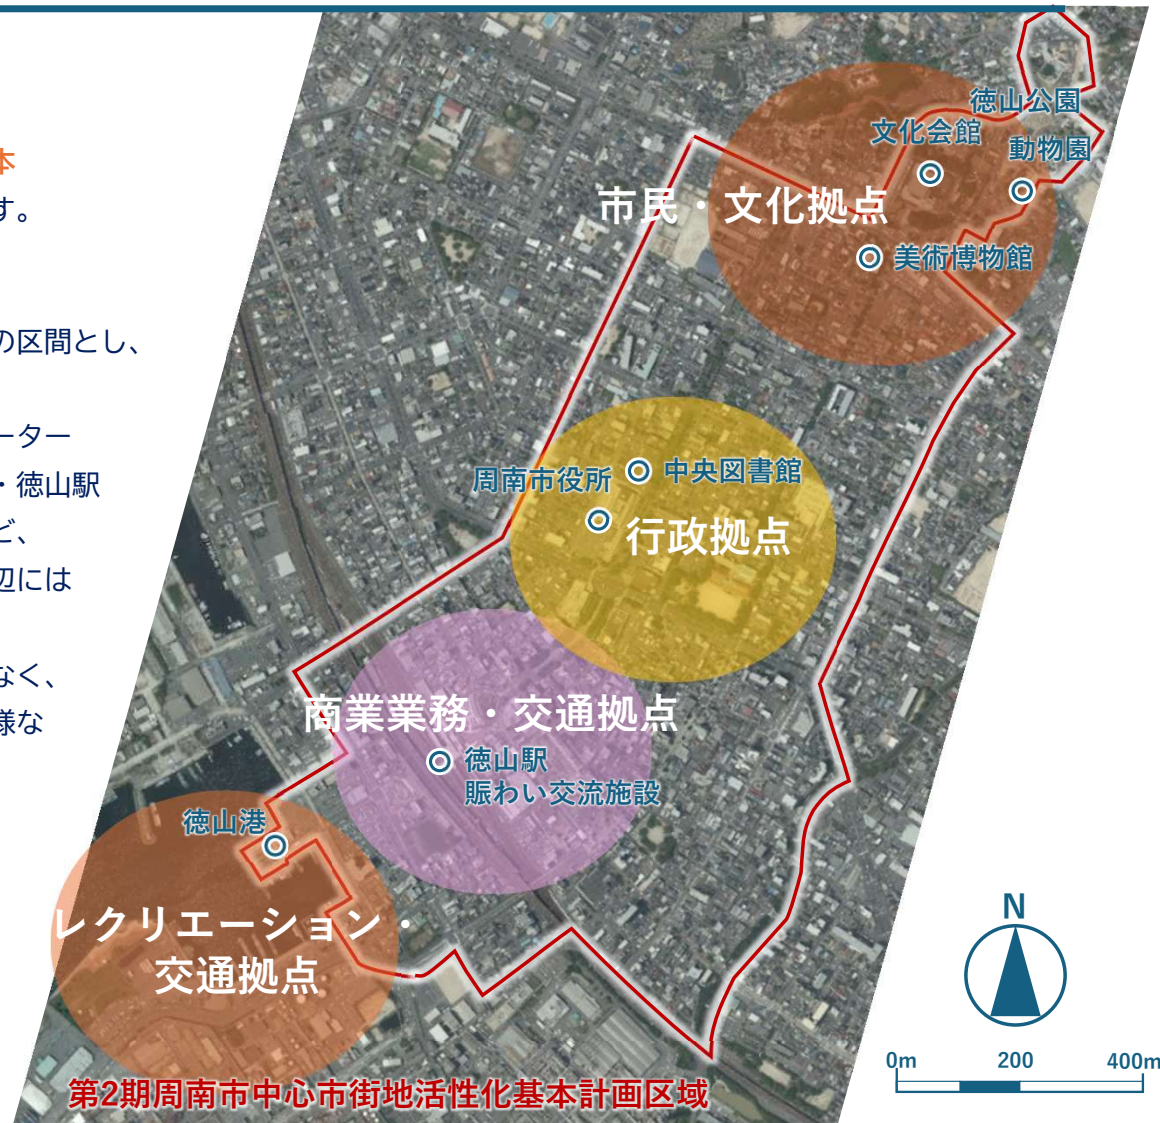 本
す。
の区間とし、
ーター
・徳山駅
ど、
辺には
なく、
様な
徳山公園
文化会館
動物園
市民・文化拠点
美術博物館
周南市役所
中央図書館
行政拠点
商業業務・交通拠点
徳山駅
賑わい交流施設
徳山港
レクリエーション・
交通拠点
第2期周南市中心市街地活性化基本計画区域
N
0m 200 400m